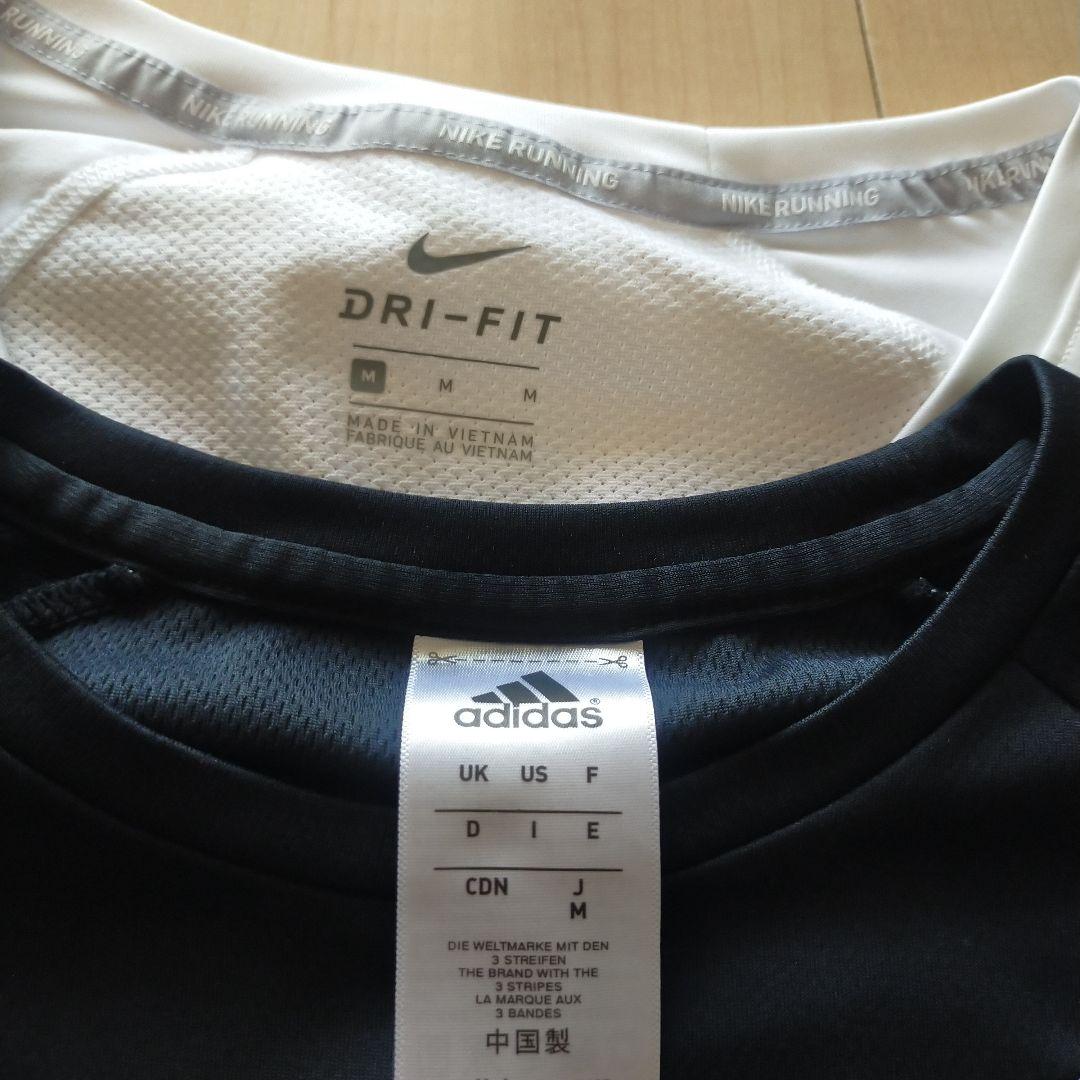 RUNNING
NIKE RUNNING
NIKE RUNNING
NIKE RUNNING
DRI-FIT
M M M
MADE IN VIETNAM
FABRIQUE AU VIETNAM
adidas®
UK US F
D I E
CDN J
M
DIE WELTMARKE MIT DEN
3 STREIFEN
THE BRAND WITH THE
3 STRIPES
LA MARQUE AUX
3 BANDES
中国製